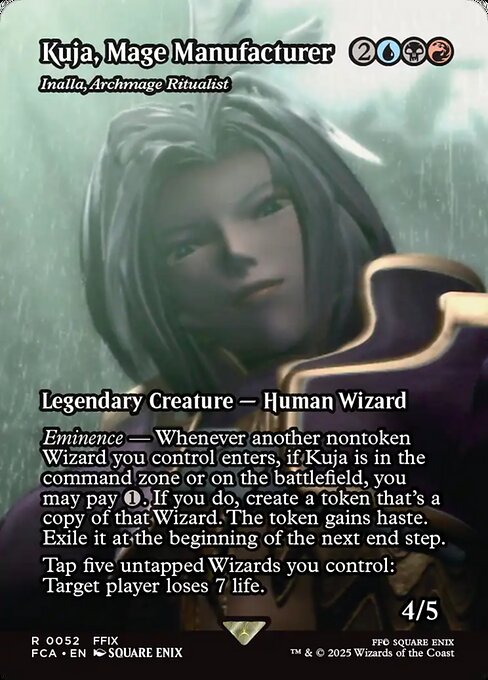 Kuja, Mage Manufacturer 2
Inalla, Archmage Ritualist
Legendary Creature — Human Wizard
Eminence — Whenever another nontoken
Wizard you control enters, if Kuja is in the
command zone or on the battlefield, you
may pay 1. If you do, create a token that's a
copy of that Wizard. The token gains haste.
Exile it at the beginning of the next end step.
Tap five untapped Wizards you control:
Target player loses 7 life.
4/5
R 0052 FFIX
FCA • EN SQUARE ENIX
FF© SQUARE ENIX
™ & © 2025 Wizards of the Coast